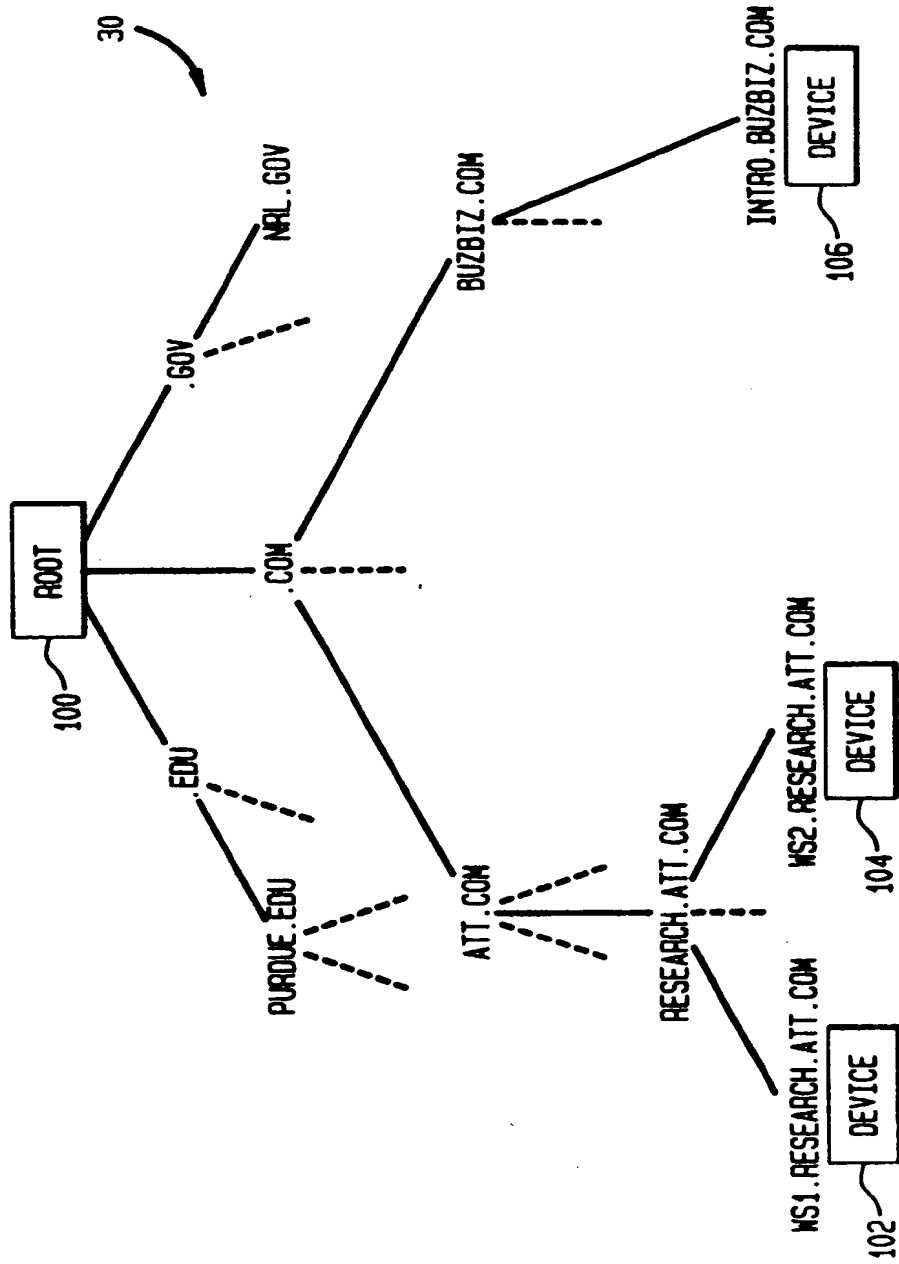 30
ROOT
100
.EDU
.GOV
.COM
PURDUE.EDU
NRL.GOV
ATT.COM
BUZBIZ.COM
RESEARCH.ATT.COM
WS1.RESEARCH.ATT.COM
WS2.RESEARCH.ATT.COM
INTRO.BUZBIZ.COM
DEVICE
DEVICE
DEVICE
102
104
106